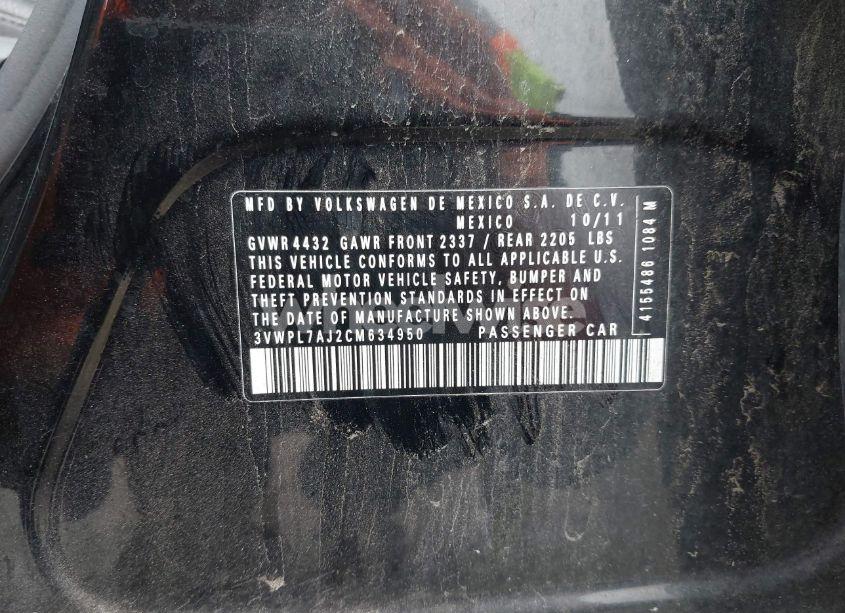 MFD BY VOLKSWAGEN DE MEXICO S.A. DE C.V.
MEXICO 10/11
GVWR 4432 GAWR FRONT 2337 / REAR 2205 LBS
THIS VEHICLE CONFORMS TO ALL APPLICABLE U.S.
FEDERAL MOTOR VEHICLE SAFETY, BUMPER AND
THEFT PREVENTION STANDARDS IN EFFECT ON
THE DATE OF MANUFACTURE SHOWN ABOVE.
3VWPL7AJ2CM634950 PASSENGER CAR
4155486 1084 M